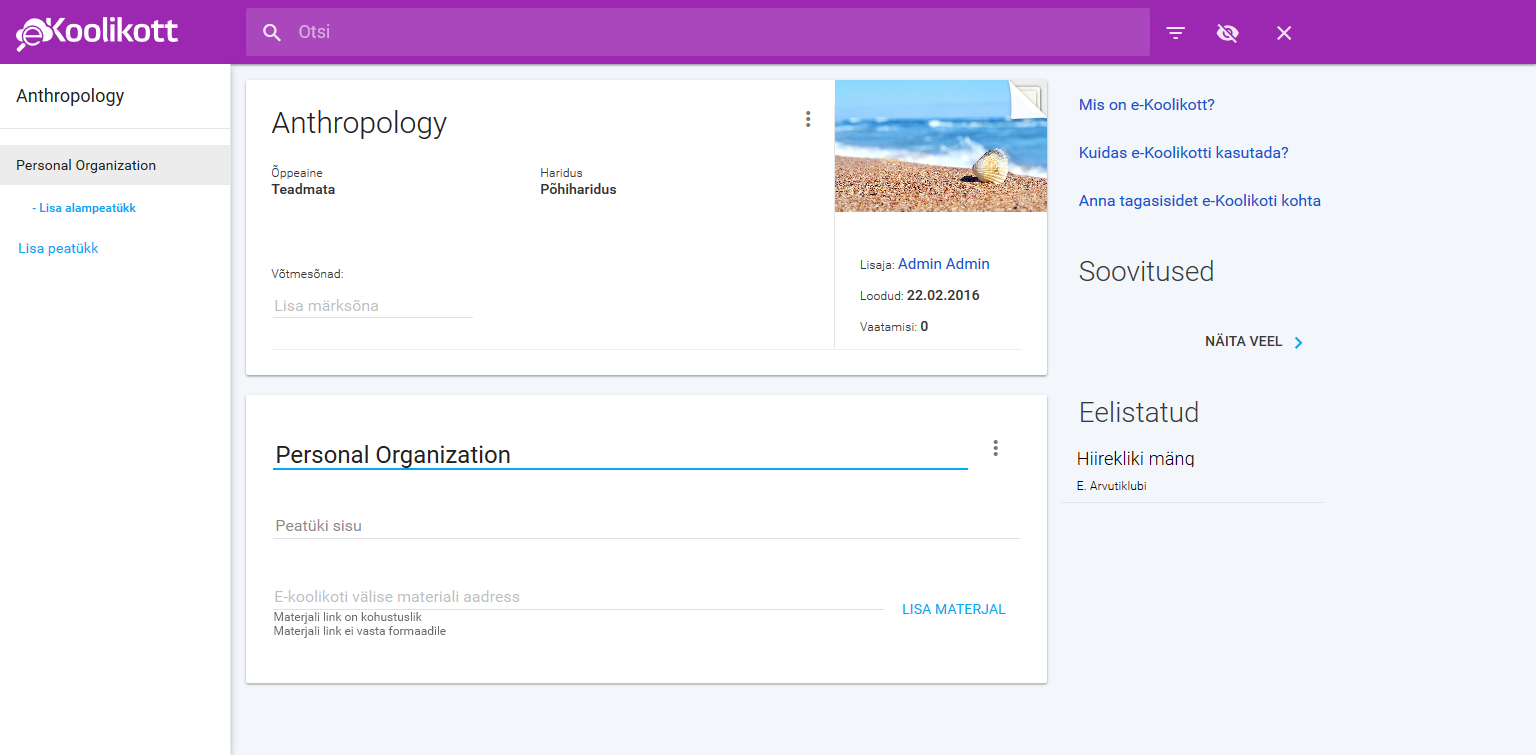 e-Koolikott
Otsi
Anthropology
Personal Organization
- Lisa alampeatükk
Lisa peatükk
Anthropology
Õppeaine
Teadmata
Haridus
Põhiharidus
Võtmesõnad:
Lisa märksõna
Lisaja: Admin Admin
Loodud: 22.02.2016
Vaatamisi: 0
Personal Organization
Peatüki sisu
E-koolikoti välise materiali aadress
Materjali link on kohustuslik
Materjali link ei vasta formaadile
LISA MATERJAL
Mis on e-Koolikott?
Kuidas e-Koolikotti kasutada?
Anna tagasisidet e-Koolikoti kohta
Soovitused
NÄITA VEEL
Eelistatud
Hiirekliki mäng
E. Arvutiklubi